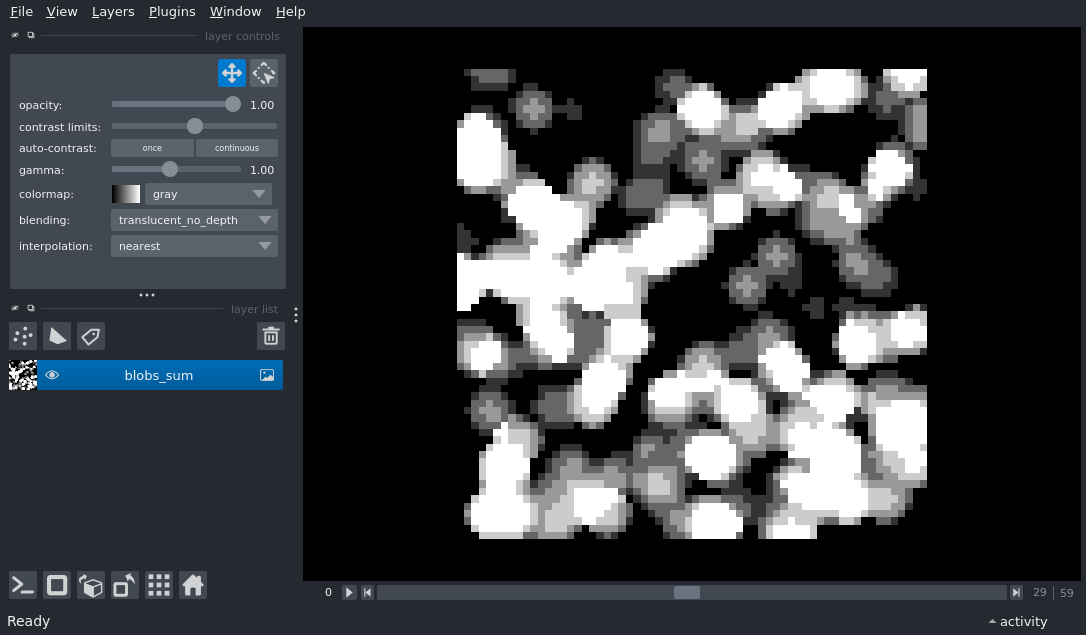 File View Layers Plugins Window Help
layer controls
opacity: 1.00
contrast limits:
auto-contrast: once continuous
gamma: 1.00
colormap: gray
blending: translucent_no_depth
interpolation: nearest
layer list
blobs_sum
0 29 59
Ready activity